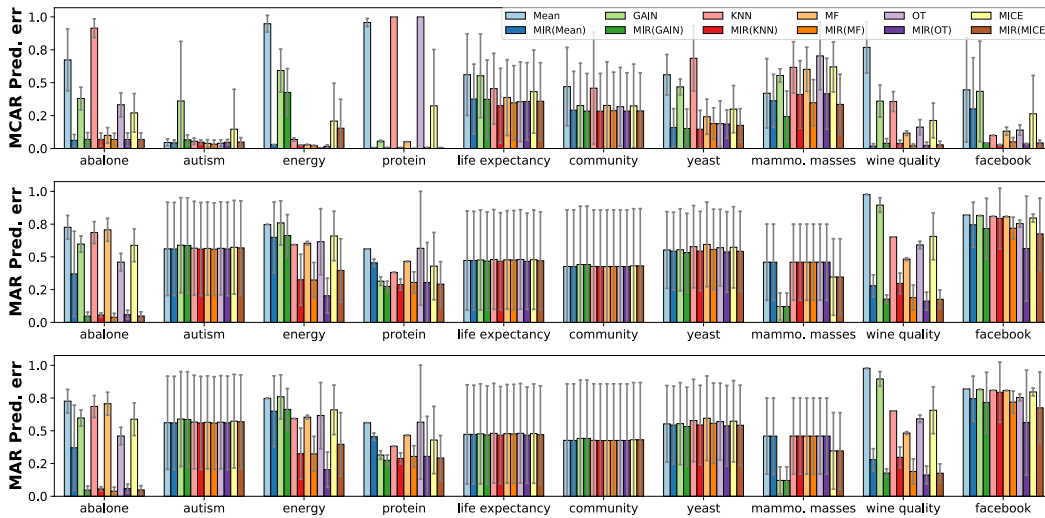 MCAR Pred. err
1.0
0.5
0.0
Mean GAIN KNN MF OT MICE
MIR(Mean) MIR(GAIN) MIR(KNN) MIR(MF) MIR(OT) MIR(MICE)
abalone autism energy protein life expectancy community yeast mammo. masses wine quality facebook
MAR Pred. err
1.0
0.8
0.5
0.2
0.0
abalone autism energy protein life expectancy community yeast mammo. masses wine quality facebook
MAR Pred. err
1.0
0.8
0.5
0.2
0.0
abalone autism energy protein life expectancy community yeast mammo. masses wine quality facebook